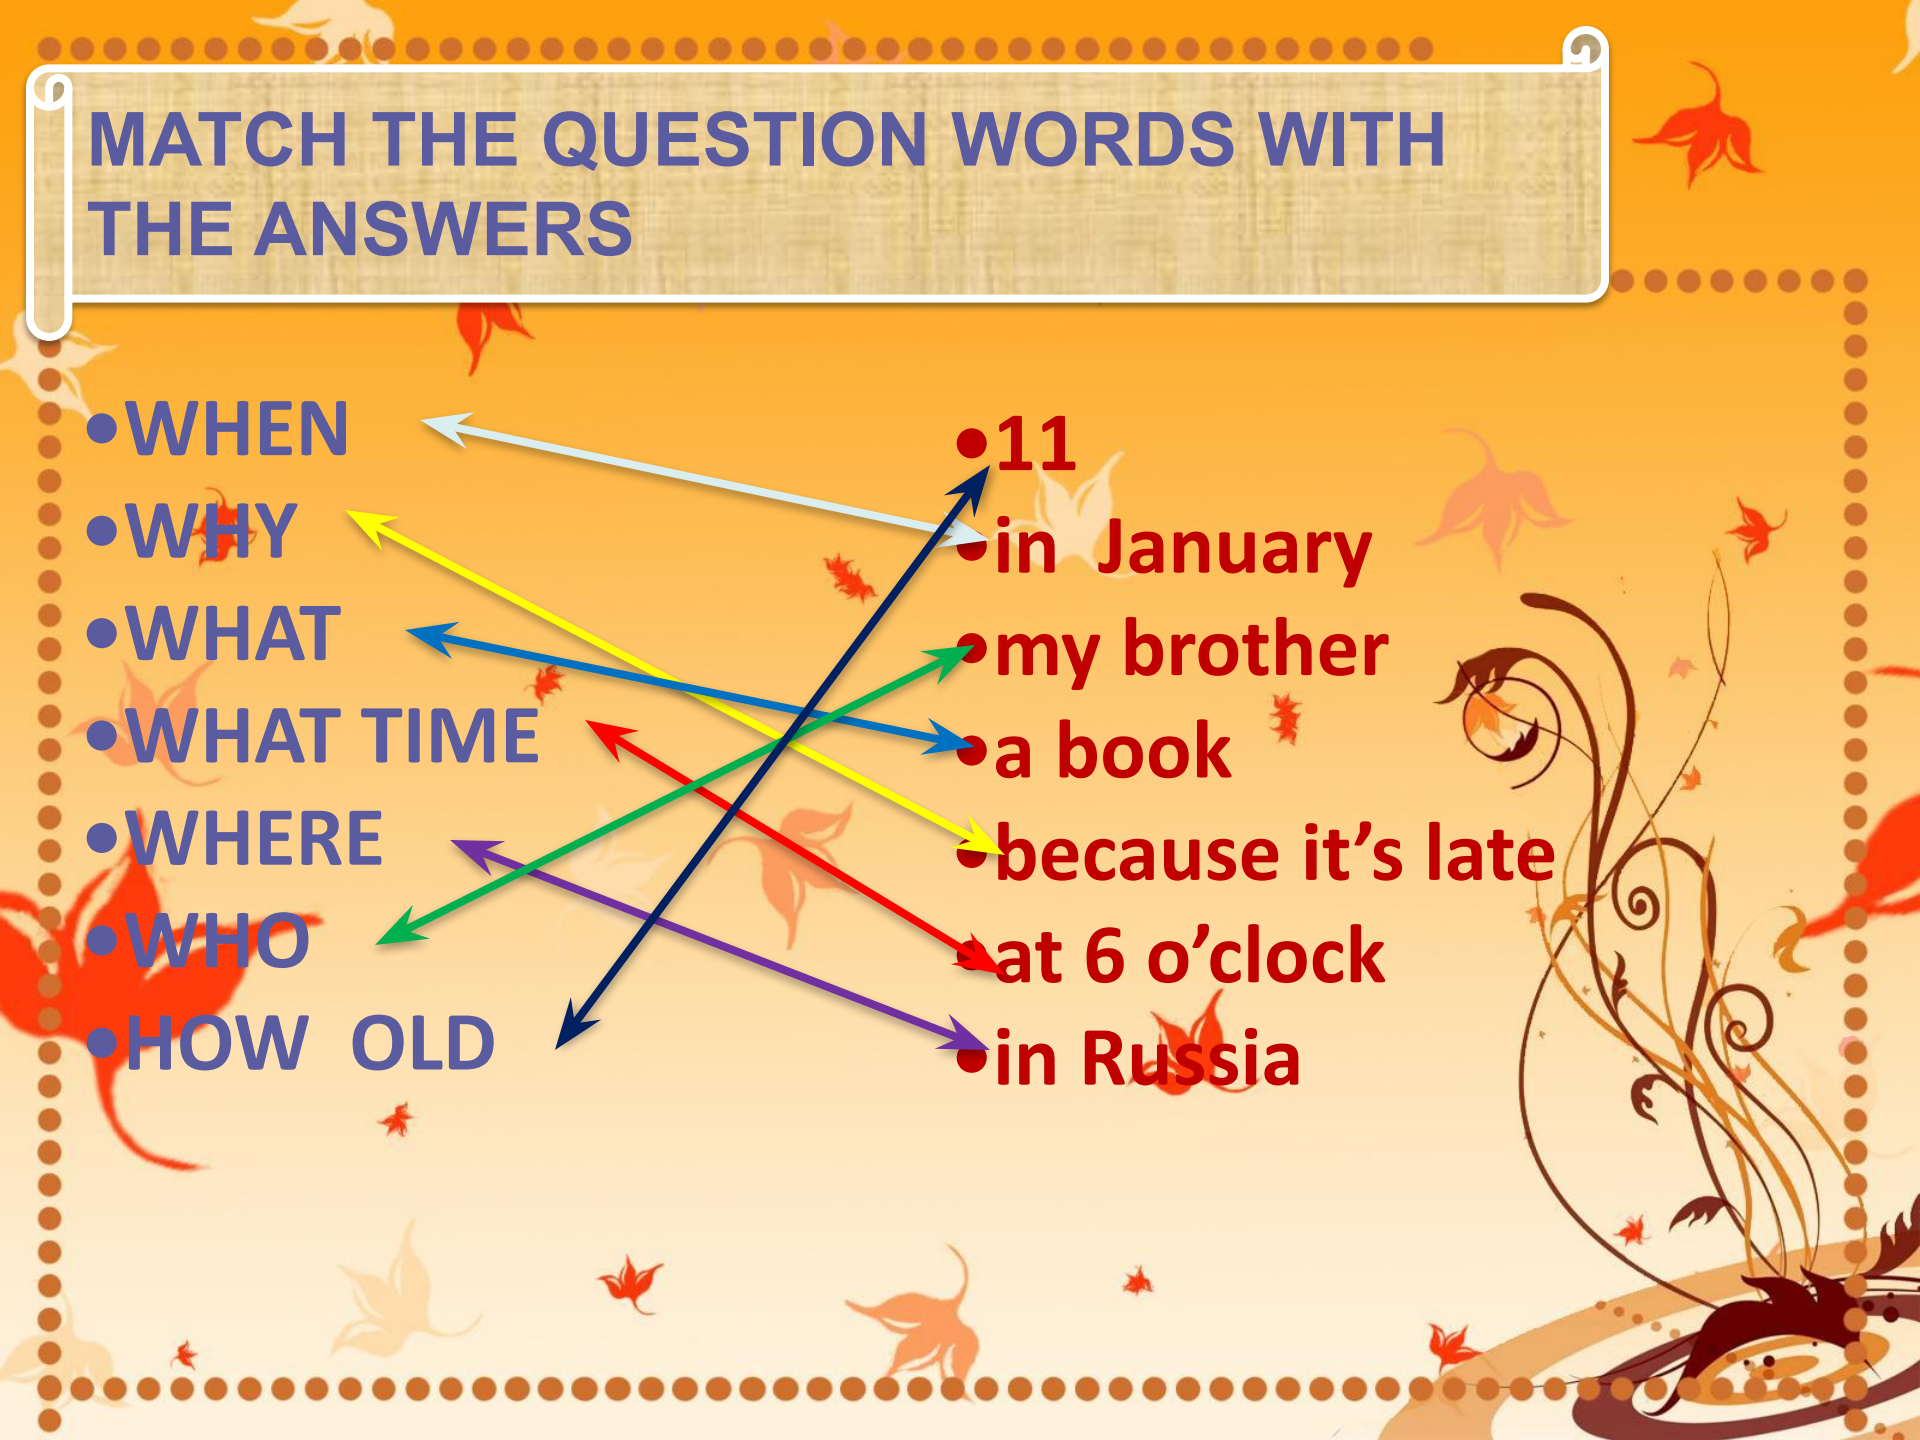 MATCH THE QUESTION WORDS WITH
THE ANSWERS
•WHEN
•WHY
•WHAT
•WHAT TIME
•WHERE
•WHO
•HOW OLD
•11
•in January
•my brother
•a book
•because it’s late
•at 6 o’clock
•in Russia